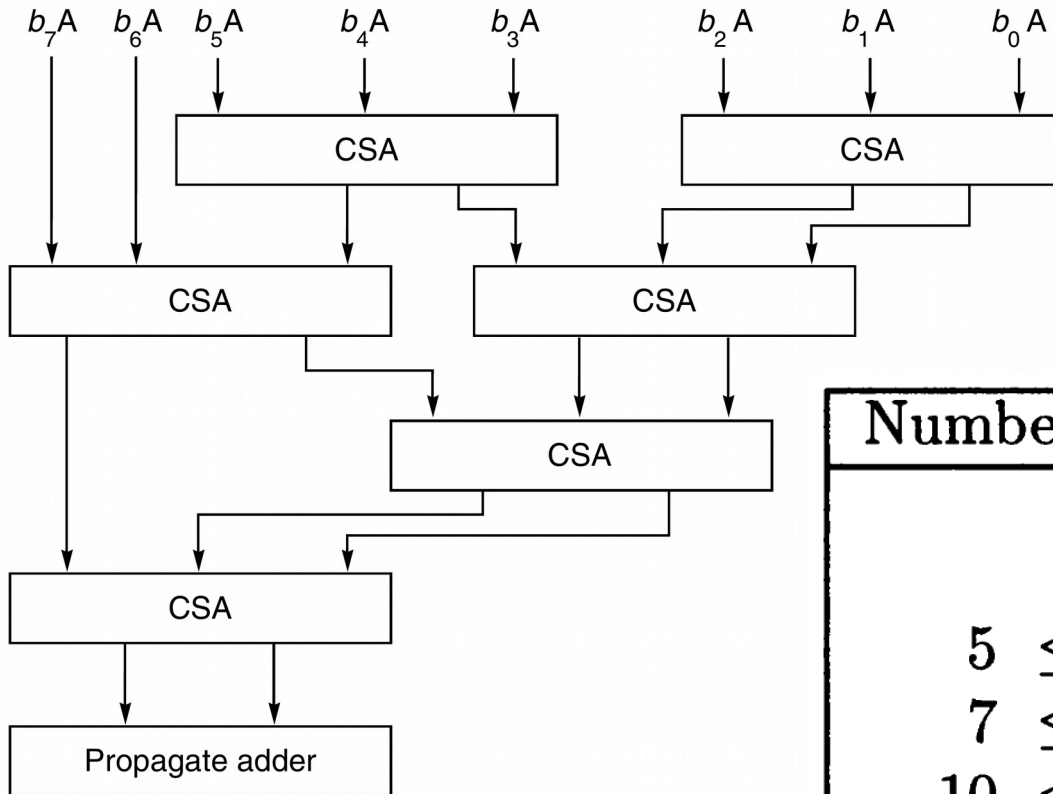 b₇A b₆A b₅A b₄A b₃A b₂A b₁A b₀A
CSA CSA
CSA CSA
CSA
Numbe
CSA
5 ≤
7 ≤
Propagate adder
10